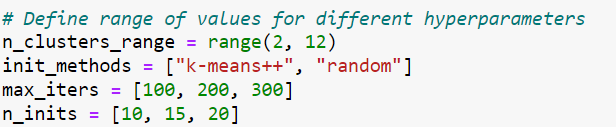 # Define range of values for different hyperparameters
n_clusters_range = range(2, 12)
init_methods = ["k-means++", "random"]
max_iters = [100, 200, 300]
n_inits = [10, 15, 20]